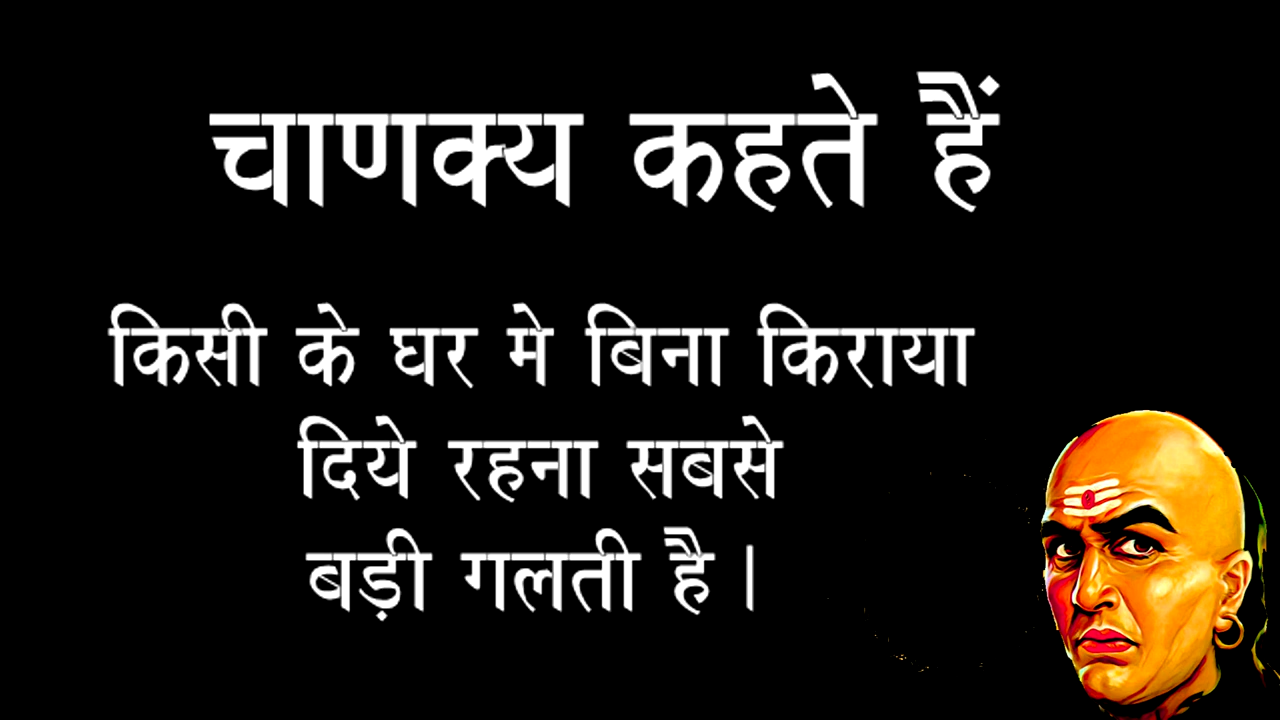 चाणक्य कहते हैं
किसी के घर मे बिना किराया
दिये रहना सबसे
बड़ी गलती है।